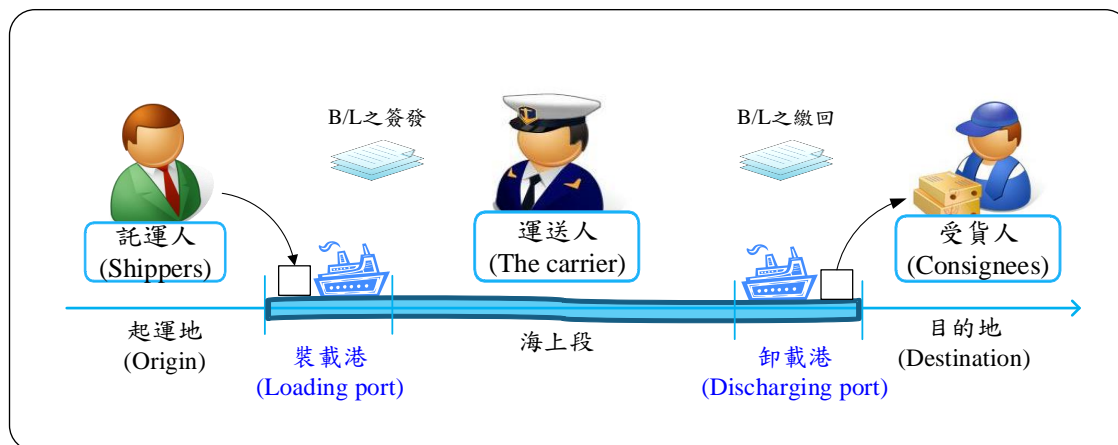 B/L之簽發
B/L之繳回
託運人
(Shippers)
運送人
(The carrier)
受貨人
(Consignees)
起運地
(Origin)
裝載港
(Loading port)
海上段
卸載港
(Discharging port)
目的地
(Destination)